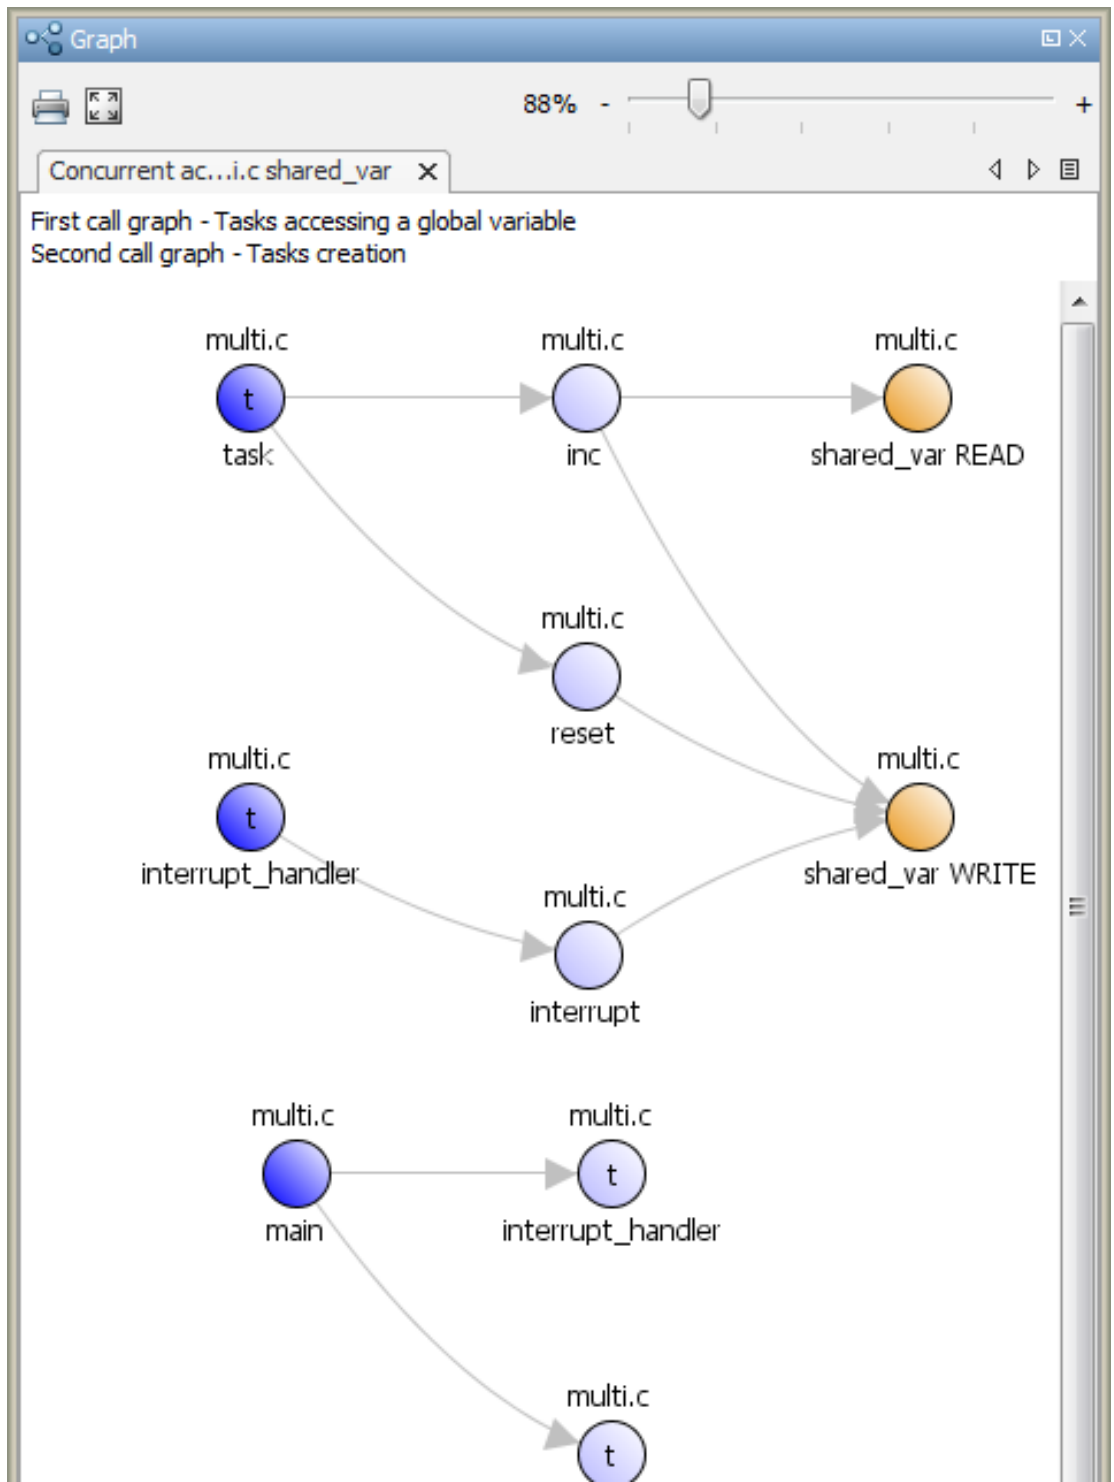 Graph
88% - +
Concurrent ac...i.c shared_var
First call graph - Tasks accessing a global variable
Second call graph - Tasks creation
multi.c multi.c multi.c
t
task inc shared_var READ
multi.c
reset
multi.c multi.c
t
interrupt_handler shared_var WRITE
multi.c
interrupt
multi.c multi.c
t
main interrupt_handler
multi.c
t